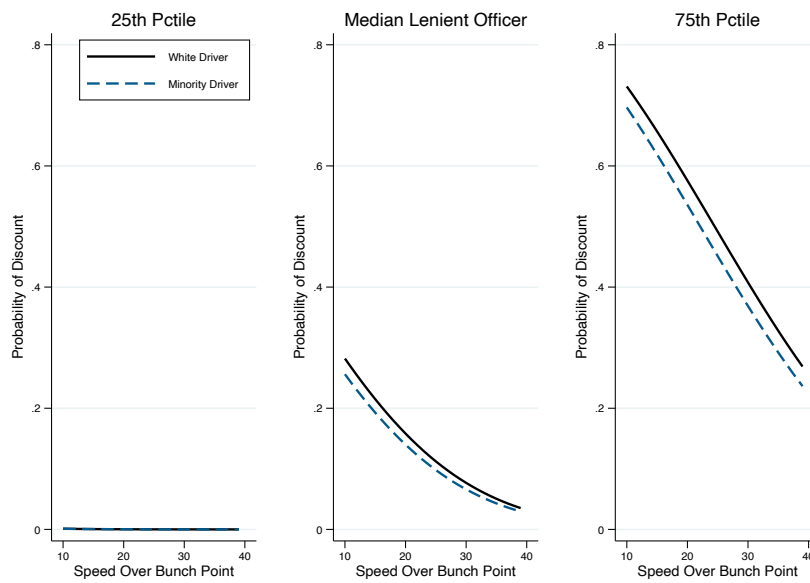 25th Pctile
Probability of Discount
.8
.6
.4
.2
0
10 20 30 40
Speed Over Bunch Point
White Driver
Minority Driver
Median Lenient Officer
Probability of Discount
.8
.6
.4
.2
0
10 20 30 40
Speed Over Bunch Point
75th Pctile
Probability of Discount
.8
.6
.4
.2
0
10 20 30 40
Speed Over Bunch Point